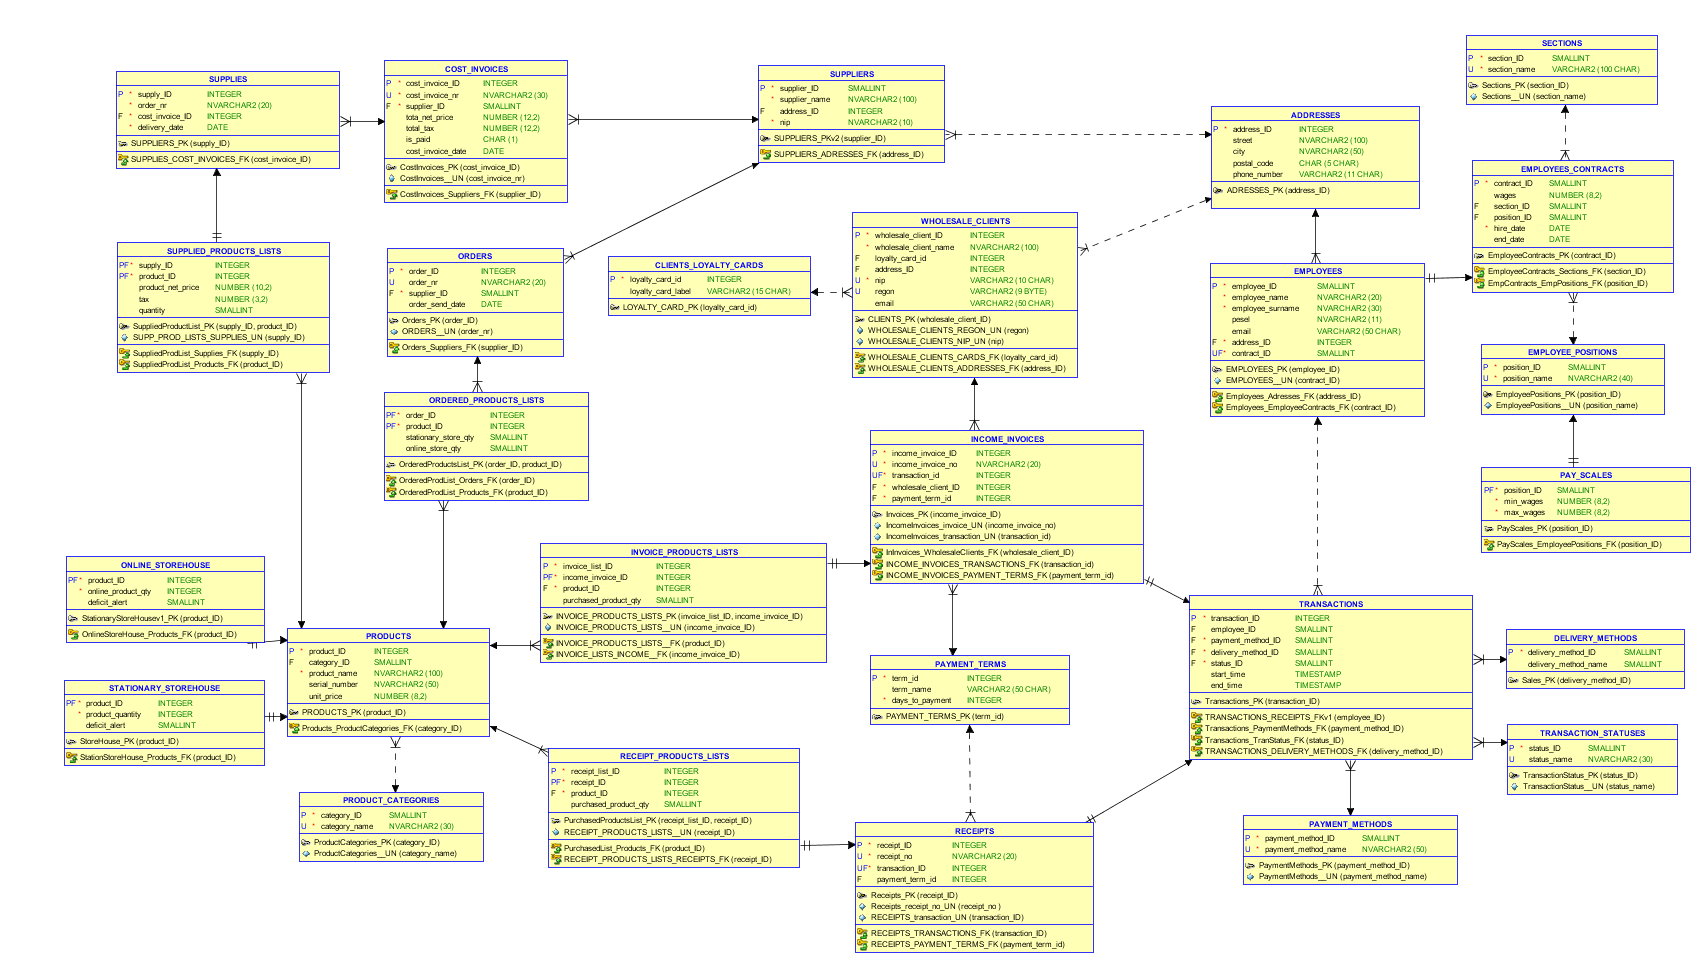 SUPPLIES
P * supply_ID INTEGER
* order_nr NVARCHAR2 (20)
F * cost_invoice_ID INTEGER
* delivery_date DATE
SUPPLIERS_PK (supply_ID)
SUPPLIES_COST_INVOICES_FK (cost_invoice_ID)
COST_INVOICES
P * cost_invoice_ID INTEGER
U * cost_invoice_nr NVARCHAR2 (30)
F * supplier_ID SMALLINT
tota_net_price NUMBER (12,2)
total_tax NUMBER (12,2)
is_paid CHAR (1)
cost_invoice_date DATE
CostInvoices_PK (cost_invoice_ID)
CostInvoices__UN (cost_invoice_nr)
CostInvoices_Suppliers_FK (supplier_ID)
SUPPLIERS
P * supplier_ID SMALLINT
* supplier_name NVARCHAR2 (100)
F address_ID INTEGER
* nip NVARCHAR2 (10)
SUPPLIERS_PKv2 (supplier_ID)
SUPPLIERS_ADRESSES_FK (address_ID)
ADDRESSES
P * address_ID INTEGER
street NVARCHAR2 (100)
city NVARCHAR2 (50)
postal_code CHAR (5 CHAR)
phone_number VARCHAR2 (11 CHAR)
ADRESSES_PK (address_ID)
SECTIONS
P * section_ID SMALLINT
U * section_name VARCHAR2 (100 CHAR)
Sections_PK (section_ID)
Sections__UN (section_name)
EMPLOYEES_CONTRACTS
P * contract_ID SMALLINT
wages NUMBER (8,2)
F section_ID SMALLINT
F position_ID SMALLINT
* hire_date DATE
end_date DATE
EmployeeContracts_PK (contract_ID)
EmployeeContracts_Sections_FK (section_ID)
EmpContracts_EmpPositions_FK (position_ID)
SUPPLIED_PRODUCTS_LISTS
PF * supply_ID INTEGER
PF * product_ID INTEGER
product_net_price NUMBER (10,2)
tax NUMBER (3,2)
quantity SMALLINT
SuppliedProductList_PK (supply_ID, product_ID)
SUPP_PROD_LISTS_SUPPLIES_UN (supply_ID)
SuppliedProdList_Supplies_FK (supply_ID)
SuppliedProdList_Products_FK (product_ID)
ORDERS
P * order_ID INTEGER
U order_nr NVARCHAR2 (20)
F * supplier_ID SMALLINT
order_send_date DATE
Orders_PK (order_ID)
ORDERS__UN (order_nr)
Orders_Suppliers_FK (supplier_ID)
CLIENTS_LOYALTY_CARDS
P * loyalty_card_id INTEGER
loyalty_card_label VARCHAR2 (15 CHAR)
LOYALTY_CARD_PK (loyalty_card_id)
WHOLESALE_CLIENTS
P * wholesale_client_ID INTEGER
* wholesale_client_name NVARCHAR2 (100)
F loyalty_card_id INTEGER
F address_ID INTEGER
U * nip VARCHAR2 (10 CHAR)
U regon VARCHAR2 (9 BYTE)
email VARCHAR2 (50 CHAR)
CLIENTS_PK (wholesale_client_ID)
WHOLESALE_CLIENTS_REGON_UN (regon)
WHOLESALE_CLIENTS_NIP_UN (nip)
WHOLESALE_CLIENTS_CARDS_FK (loyalty_card_id)
WHOLESALE_CLIENTS_ADDRESSES_FK (address_ID)
EMPLOYEES
P * employee_ID SMALLINT
* employee_name NVARCHAR2 (20)
* employee_surname NVARCHAR2 (30)
pesel NVARCHAR2 (11)
email VARCHAR2 (50 CHAR)
F * address_ID INTEGER
UF * contract_ID SMALLINT
EMPLOYEES_PK (employee_ID)
EMPLOYEES__UN (contract_ID)
Employees_Adresses_FK (address_ID)
Employees_EmployeeContracts_FK (contract_ID)
EMPLOYEE_POSITIONS
P * position_ID SMALLINT
U * position_name NVARCHAR2 (40)
EmployeePositions_PK (position_ID)
EmployeePositions__UN (position_name)
PAY_SCALES
PF * position_ID SMALLINT
* min_wages NUMBER (8,2)
* max_wages NUMBER (8,2)
PayScales_PK (position_ID)
PayScales_EmployeePositions_FK (position_ID)
ORDERED_PRODUCTS_LISTS
PF * order_ID INTEGER
PF * product_ID INTEGER
stationary_store_qty SMALLINT
online_store_qty SMALLINT
OrderedProductsList_PK (order_ID, product_ID)
OrderedProdList_Orders_FK (order_ID)
OrderedProdList_Products_FK (product_ID)
INCOME_INVOICES
P * income_invoice_ID INTEGER
U * income_invoice_no NVARCHAR2 (20)
UF * transaction_id INTEGER
F * wholesale_client_ID INTEGER
F * payment_term_id INTEGER
Invoices_PK (income_invoice_ID)
IncomeInvoices_invoice_UN (income_invoice_no)
IncomeInvoices_transaction_UN (transaction_id)
InInvoices_WholesaleClients_FK (wholesale_client_ID)
INCOME_INVOICES_TRANSACTIONS_FK (transaction_id)
INCOME_INVOICES_PAYMENT_TERMS_FK (payment_term_id)
ONLINE_STOREHOUSE
PF * product_ID INTEGER
* online_product_qty INTEGER
deficit_alert SMALLINT
StationaryStoreHousev1_PK (product_ID)
OnlineStoreHouse_Products_FK (product_ID)
INVOICE_PRODUCTS_LISTS
P * invoice_list_ID INTEGER
PF * income_invoice_ID INTEGER
F * product_ID INTEGER
purchased_product_qty SMALLINT
INVOICE_PRODUCTS_LISTS_PK (invoice_list_ID, income_invoice_ID)
INVOICE_PRODUCTS_LISTS__UN (income_invoice_ID)
INVOICE_PRODUCTS_LISTS__FK (product_ID)
INVOICE_LISTS_INCOME__FK (income_invoice_ID)
PRODUCTS
P * product_ID INTEGER
F category_ID SMALLINT
* product_name NVARCHAR2 (100)
serial_number NVARCHAR2 (50)
unit_price NUMBER (8,2)
PRODUCTS_PK (product_ID)
Products_ProductCategories_FK (category_ID)
STATIONARY_STOREHOUSE
PF * product_ID INTEGER
* product_quantity INTEGER
deficit_alert SMALLINT
StoreHouse_PK (product_ID)
StationStoreHouse_Products_FK (product_ID)
PAYMENT_TERMS
P * term_id INTEGER
term_name VARCHAR2 (50 CHAR)
* days_to_payment INTEGER
PAYMENT_TERMS_PK (term_id)
TRANSACTIONS
P * transaction_ID INTEGER
F employee_ID SMALLINT
F * payment_method_ID SMALLINT
F * delivery_method_ID SMALLINT
F * status_ID SMALLINT
start_time TIMESTAMP
end_time TIMESTAMP
Transactions_PK (transaction_ID)
TRANSACTIONS_RECEIPTS_FKv1 (employee_ID)
Transactions_PaymentMethods_FK (payment_method_ID)
Transactions_TranStatus_FK (status_ID)
TRANSACTIONS_DELIVERY_METHODS_FK (delivery_method_ID)
DELIVERY_METHODS
P * delivery_method_ID SMALLINT
delivery_method_name SMALLINT
Sales_PK (delivery_method_ID)
TRANSACTION_STATUSES
P * status_ID SMALLINT
U status_name NVARCHAR2 (30)
TransactionStatus_PK (status_ID)
TransactionStatus__UN (status_name)
PRODUCT_CATEGORIES
P * category_ID SMALLINT
U * category_name NVARCHAR2 (30)
ProductCategories_PK (category_ID)
ProductCategories__UN (category_name)
RECEIPT_PRODUCTS_LISTS
P * receipt_list_ID INTEGER
PF * receipt_ID INTEGER
F * product_ID INTEGER
purchased_product_qty SMALLINT
PurchasedProductsList_PK (receipt_list_ID, receipt_ID)
RECEIPT_PRODUCTS_LISTS__UN (receipt_ID)
PurchasedList_Products_FK (product_ID)
RECEIPT_PRODUCTS_LISTS_RECEIPTS_FK (receipt_ID)
RECEIPTS
P * receipt_ID INTEGER
U * receipt_no NVARCHAR2 (20)
UF * transaction_ID INTEGER
F payment_term_id INTEGER
Receipts_PK (receipt_ID)
Receipts_receipt_no_UN (receipt_no )
RECEIPTS_transaction_UN (transaction_ID)
RECEIPTS_TRANSACTIONS_FK (transaction_ID)
RECEIPTS_PAYMENT_TERMS_FK (payment_term_id)
PAYMENT_METHODS
P * payment_method_ID SMALLINT
U * payment_method_name NVARCHAR2 (50)
PaymentMethods_PK (payment_method_ID)
PaymentMethods__UN (payment_method_name)